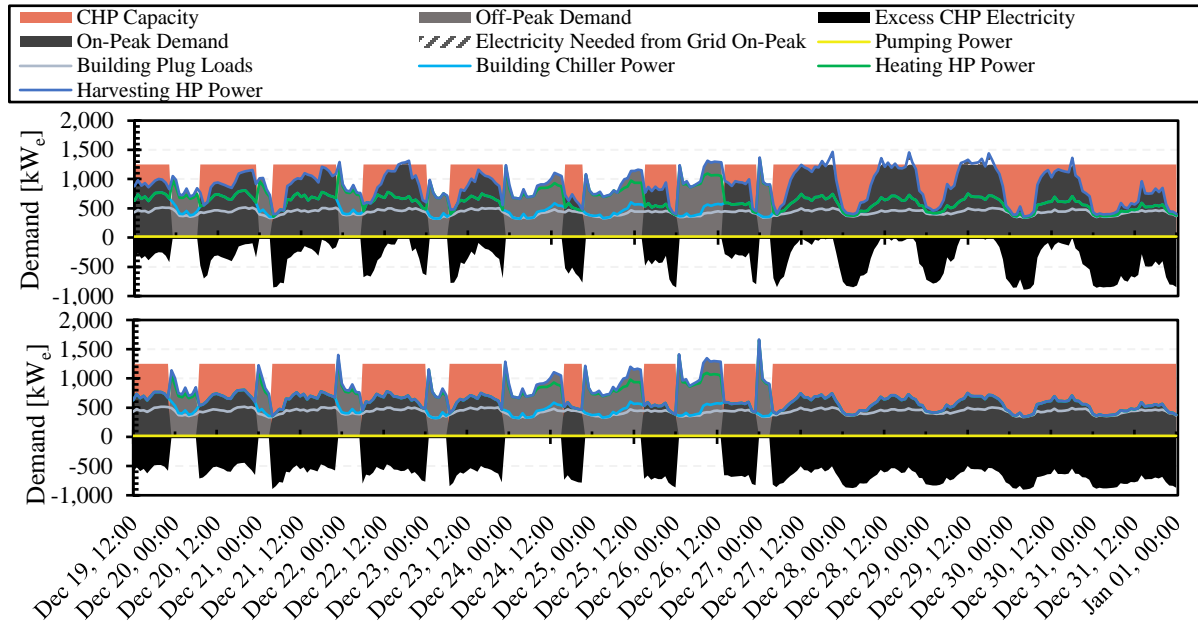 CHP Capacity Off-Peak Demand Excess CHP Electricity
On-Peak Demand Electricity Needed from Grid On-Peak Pumping Power
Building Plug Loads Building Chiller Power Heating HP Power
Harvesting HP Power
Demand [kWe]
2,000
1,500
1,000
500
0
-500
-1,000
Demand [kWe]
2,000
1,500
1,000
500
0
-500
-1,000
Dec 19, 12:00
Dec 20, 00:00
Dec 20, 12:00
Dec 21, 00:00
Dec 21, 12:00
Dec 22, 00:00
Dec 22, 12:00
Dec 23, 00:00
Dec 23, 12:00
Dec 24, 00:00
Dec 24, 12:00
Dec 25, 00:00
Dec 25, 12:00
Dec 26, 00:00
Dec 26, 12:00
Dec 27, 00:00
Dec 27, 12:00
Dec 28, 00:00
Dec 28, 12:00
Dec 29, 00:00
Dec 29, 12:00
Dec 30, 00:00
Dec 30, 12:00
Dec 31, 00:00
Dec 31, 12:00
Jan 01, 00:00